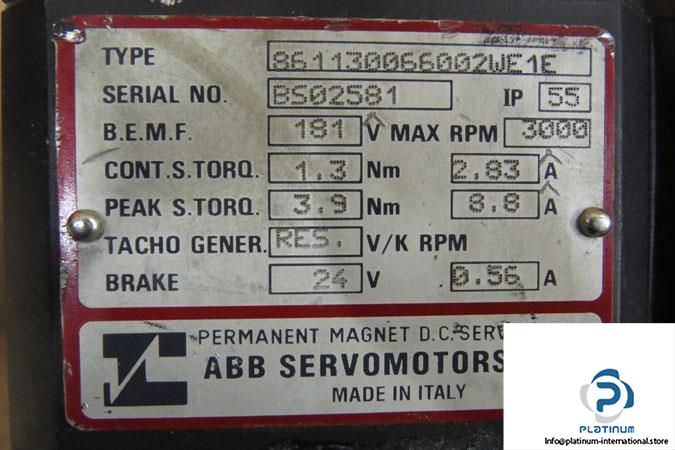 TYPE 861130066002WE1E
SERIAL NO. BS02581 IP 55
B.E.M.F. 181 V MAX RPM 3000
CONT.S.TORQ. 1.3 Nm 2.83 A
PEAK S.TORQ. 3.9 Nm 8.8 A
TACHO GENER. RES. V/K RPM
BRAKE 24 V 0.56 A
PERMANENT MAGNET D.C. SERV
ABB SERVOMOTORS
MADE IN ITALY
PLATINUM
Info@platinum-international.store